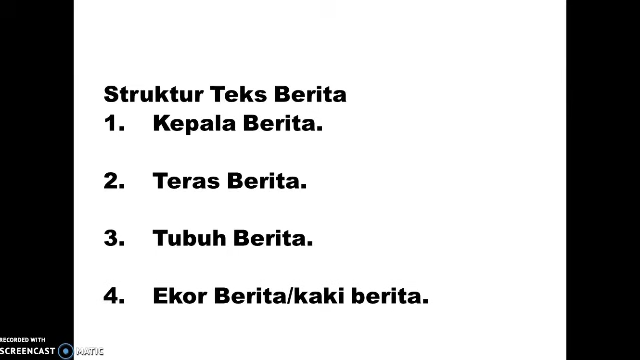 Struktur Teks Berita
1. Kepala Berita.
2. Teras Berita.
3. Tubuh Berita.
4. Ekor Berita/kaki berita.
RECORDED WITH
SCREENCAST MATIC